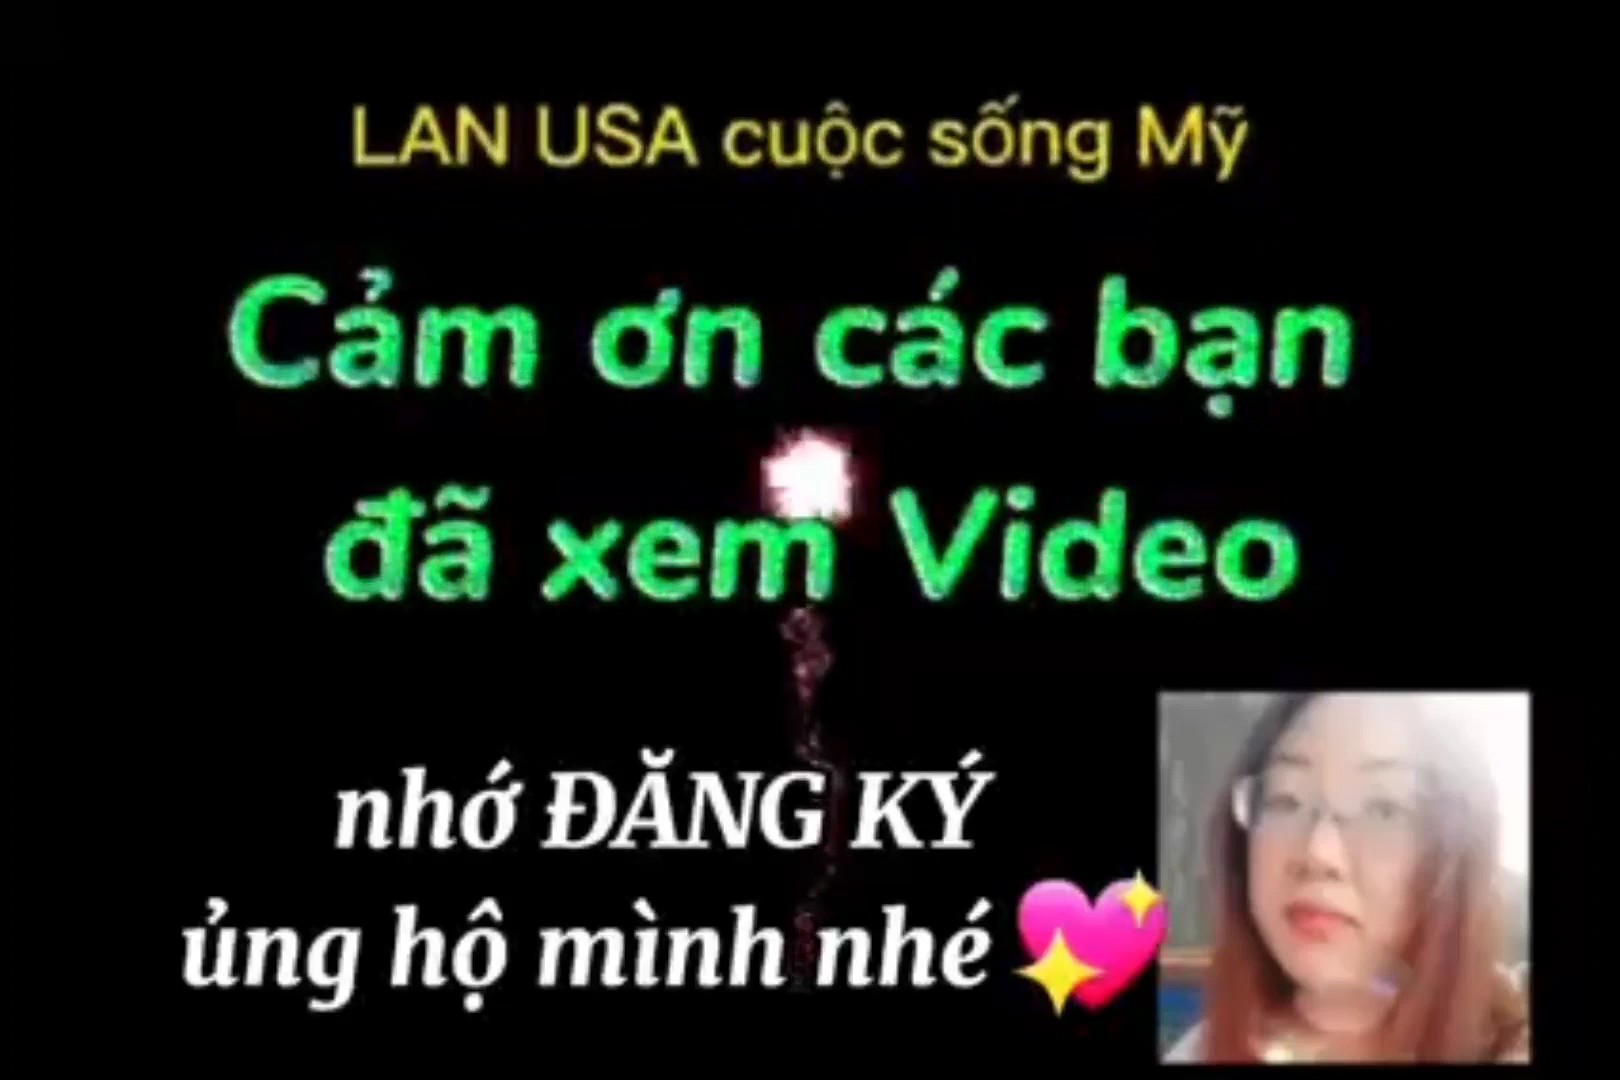 LAN USA cuộc sống Mỹ
Cảm ơn các bạn
đã xem Video
nhớ ĐĂNG KÝ
ủng hộ mình nhé